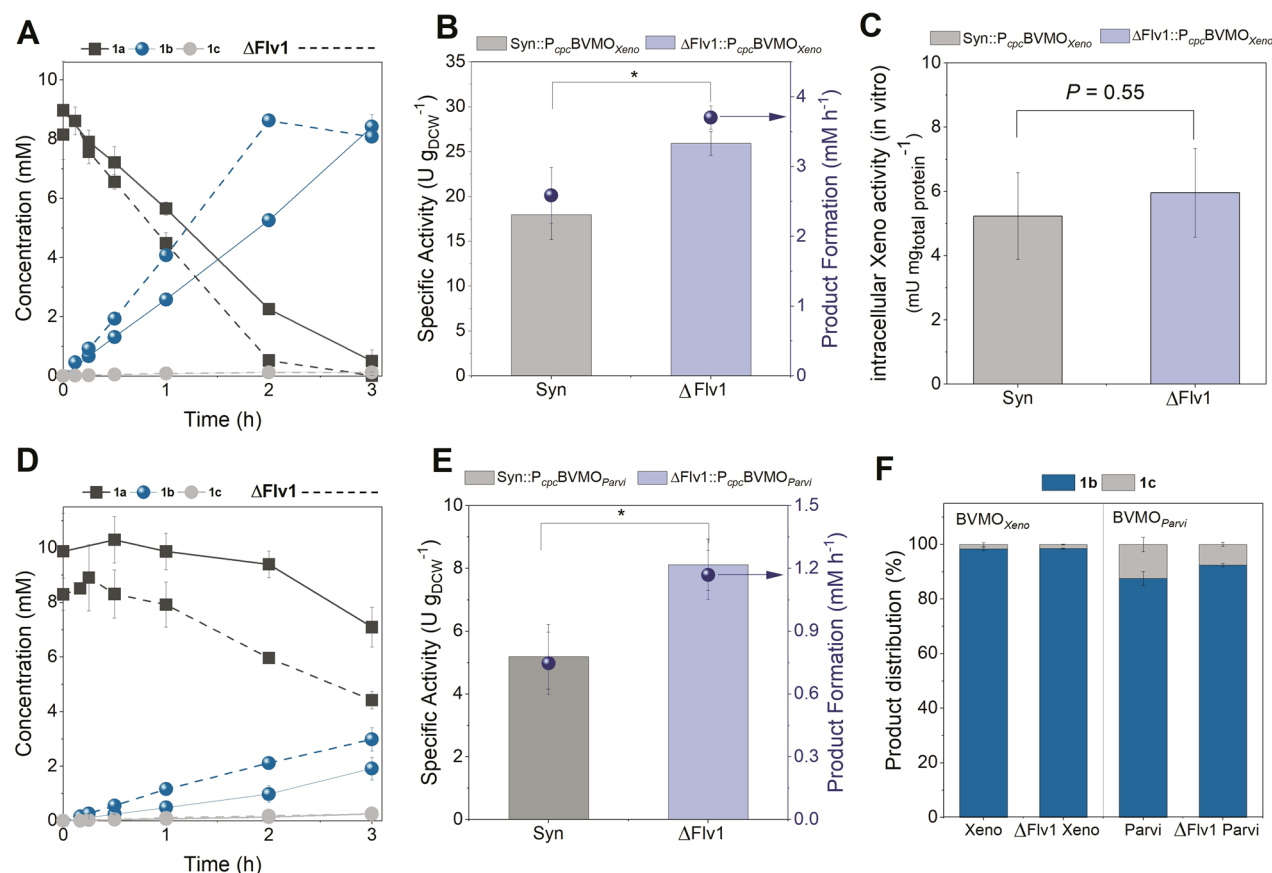 A
1a 1b 1c ΔFlv1
Concentration (mM)
10
8
6
4
2
0
0 1 2 3
Time (h)
B
Syn::PcpcBVMOXeno ΔFlv1::PcpcBVMOXeno
*
Specific Activity (U gDCW-1)
35
30
25
20
15
10
5
0
Syn ΔFlv1
4
3
2
1
0
Product Formation (mM h-1)
C
Syn::PcpcBVMOXeno ΔFlv1::PcpcBVMOXeno
P = 0.55
intracellular Xeno activity (in vitro)
(mU mgtotal protein-1)
10
8
6
4
2
0
Syn ΔFlv1
D
1a 1b 1c ΔFlv1
Concentration (mM)
10
8
6
4
2
0
0 1 2 3
Time (h)
E
Syn::PcpcBVMOParvi ΔFlv1::PcpcBVMOParvi
*
Specific Activity (U gDCW-1)
10
8
6
4
2
0
Syn ΔFlv1
1.5
1.2
0.9
0.6
0.3
0.0
Product Formation (mM h-1)
F
1b 1c
BVMOXeno BVMOParvi
Product distribution (%)
100
80
60
40
20
0
Xeno ΔFlv1 Xeno Parvi ΔFlv1 Parvi